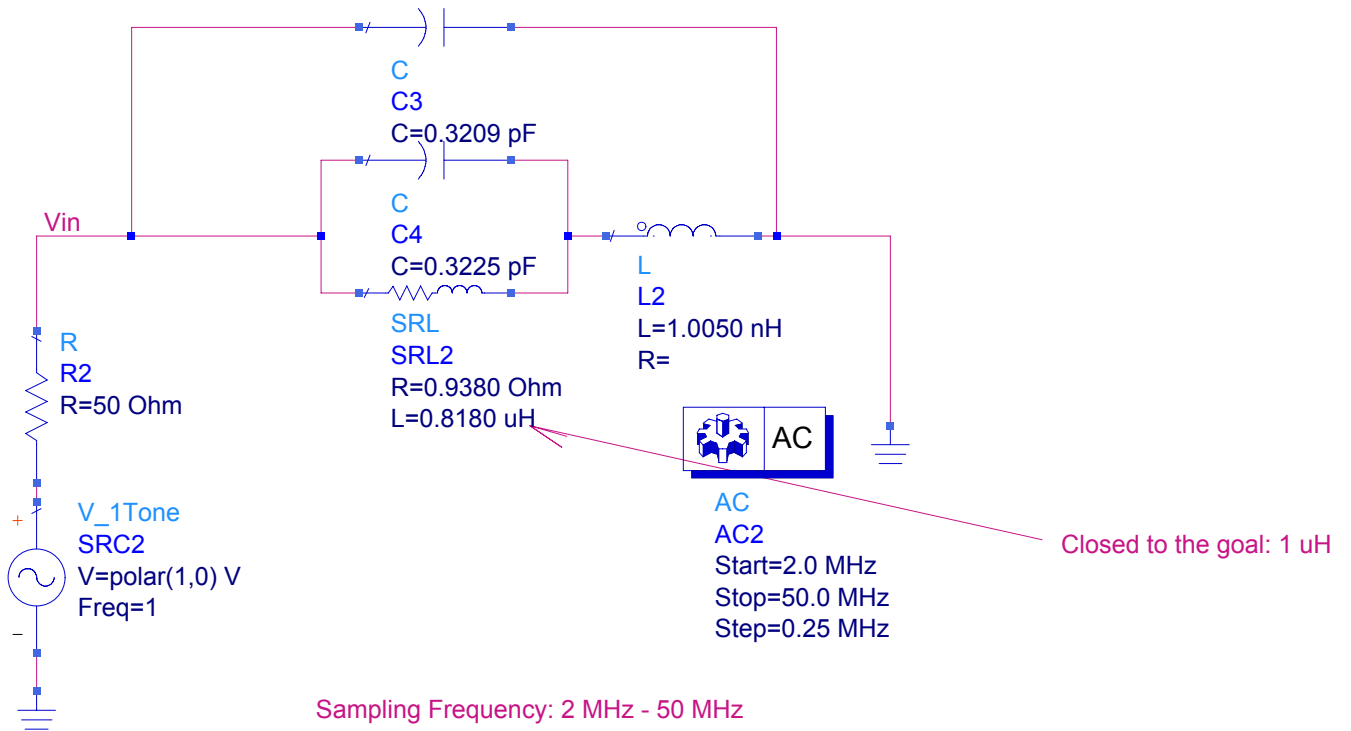 C
C3
C=0.3209 pF
C
C4
C=0.3225 pF
Vin
L
L2
L=1.0050 nH
R=
SRL
SRL2
R=0.9380 Ohm
L=0.8180 uH
R
R2
R=50 Ohm
AC
AC
AC2
Start=2.0 MHz
Stop=50.0 MHz
Step=0.25 MHz
Closed to the goal: 1 uH
+
V_1Tone
SRC2
V=polar(1,0) V
Freq=1
−
Sampling Frequency: 2 MHz - 50 MHz